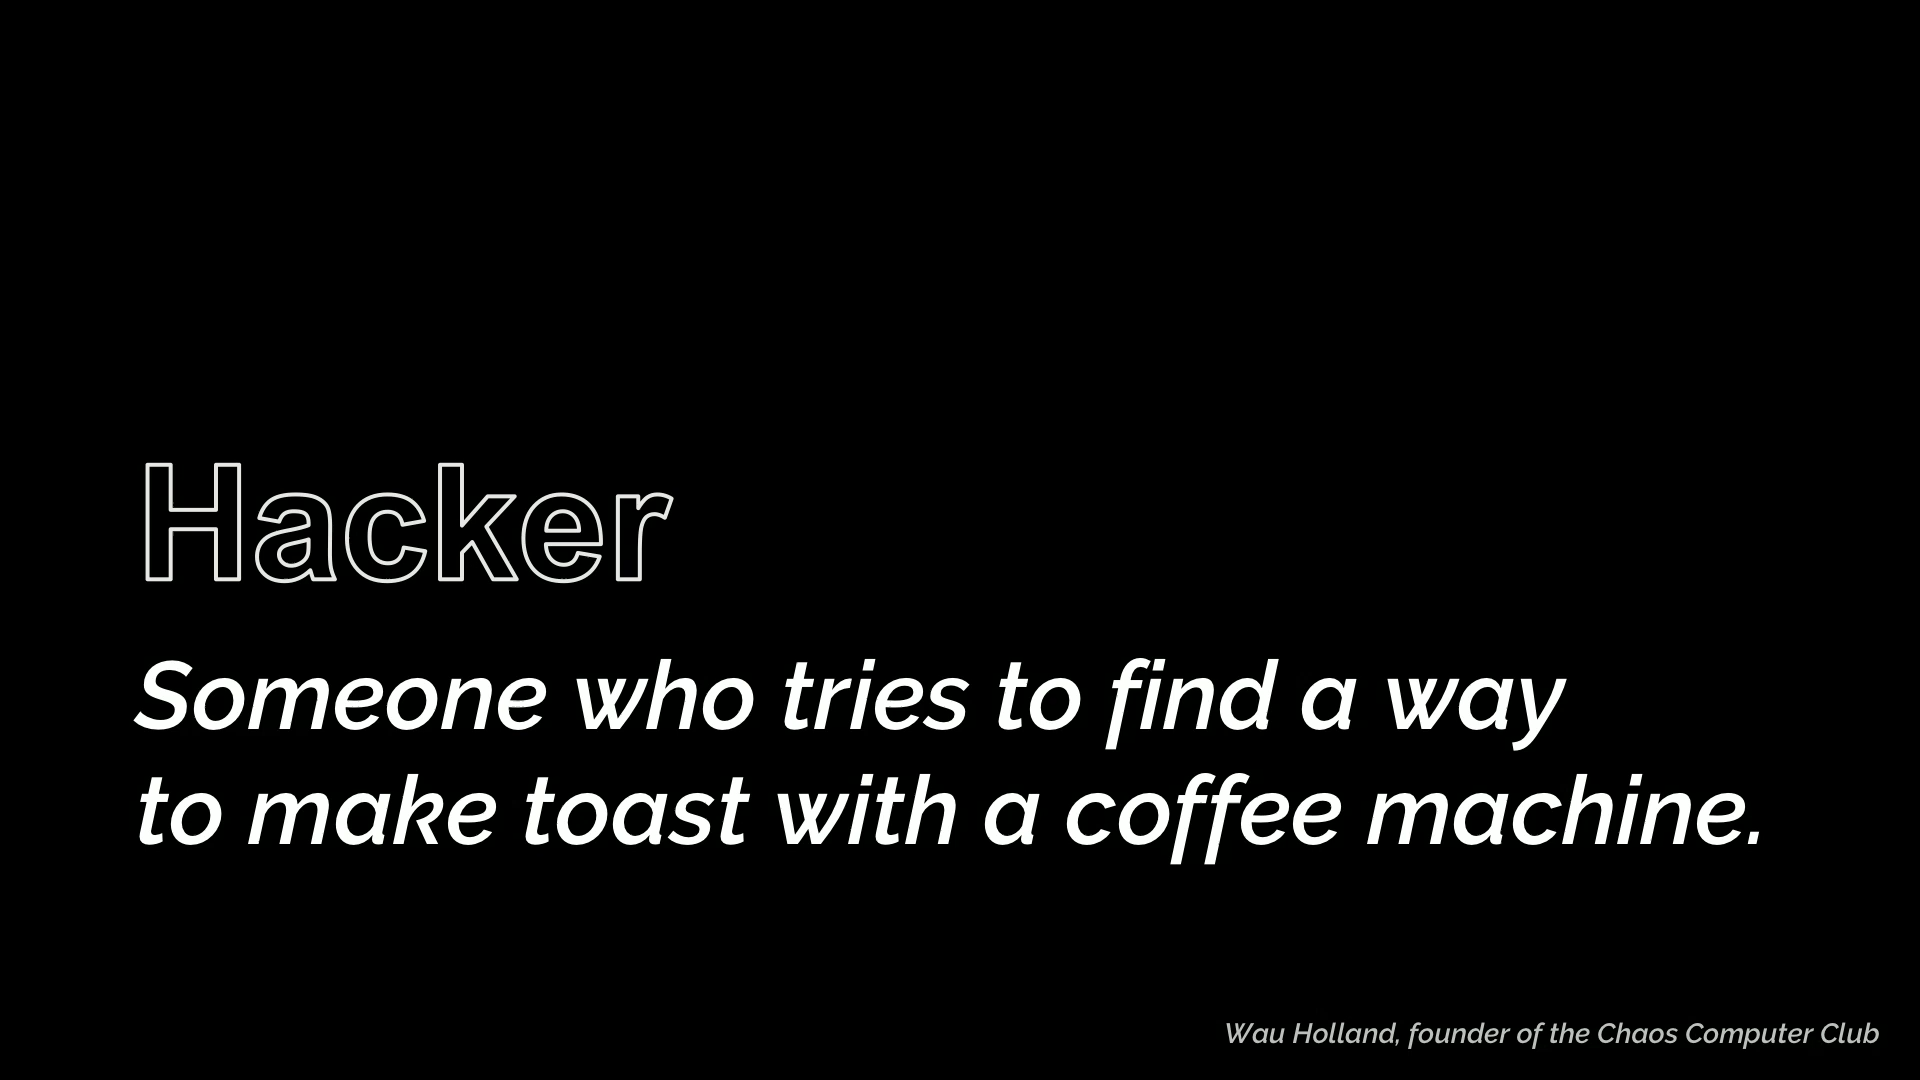 Hacker
Someone who tries to find a way
to make toast with a coffee machine.
Wau Holland, founder of the Chaos Computer Club